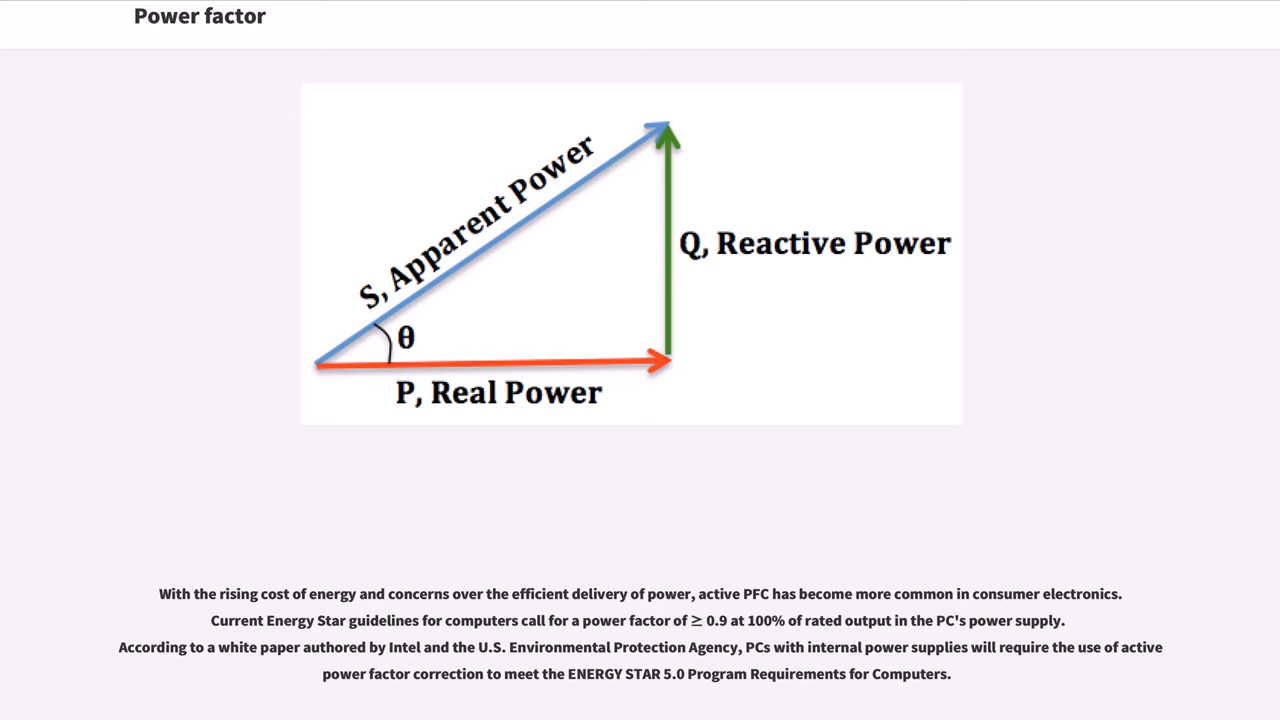 Power factor
S, Apparent Power
Q, Reactive Power
θ
P, Real Power
With the rising cost of energy and concerns over the efficient delivery of power, active PFC has become more common in consumer electronics.
Current Energy Star guidelines for computers call for a power factor of ≥ 0.9 at 100% of rated output in the PC's power supply.
According to a white paper authored by Intel and the U.S. Environmental Protection Agency, PCs with internal power supplies will require the use of active
power factor correction to meet the ENERGY STAR 5.0 Program Requirements for Computers.